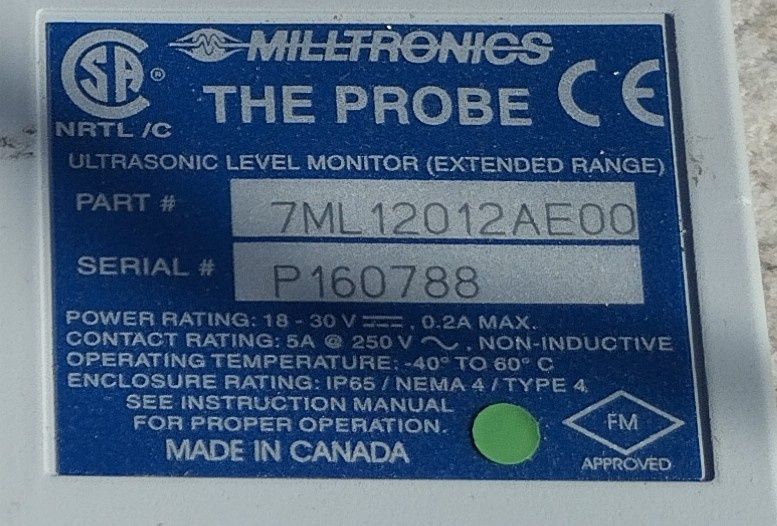 CSA ®
NRTL /C
MILLTRONICS
THE PROBE CE
ULTRASONIC LEVEL MONITOR (EXTENDED RANGE)
PART # 7ML12012AE00
SERIAL # P160788
POWER RATING: 18 - 30 V ⎓, 0.2A MAX.
CONTACT RATING: 5A @ 250 V ∼, NON-INDUCTIVE
OPERATING TEMPERATURE: -40° TO 60° C
ENCLOSURE RATING: IP65 / NEMA 4 / TYPE 4
SEE INSTRUCTION MANUAL
FOR PROPER OPERATION.
MADE IN CANADA
FM
APPROVED